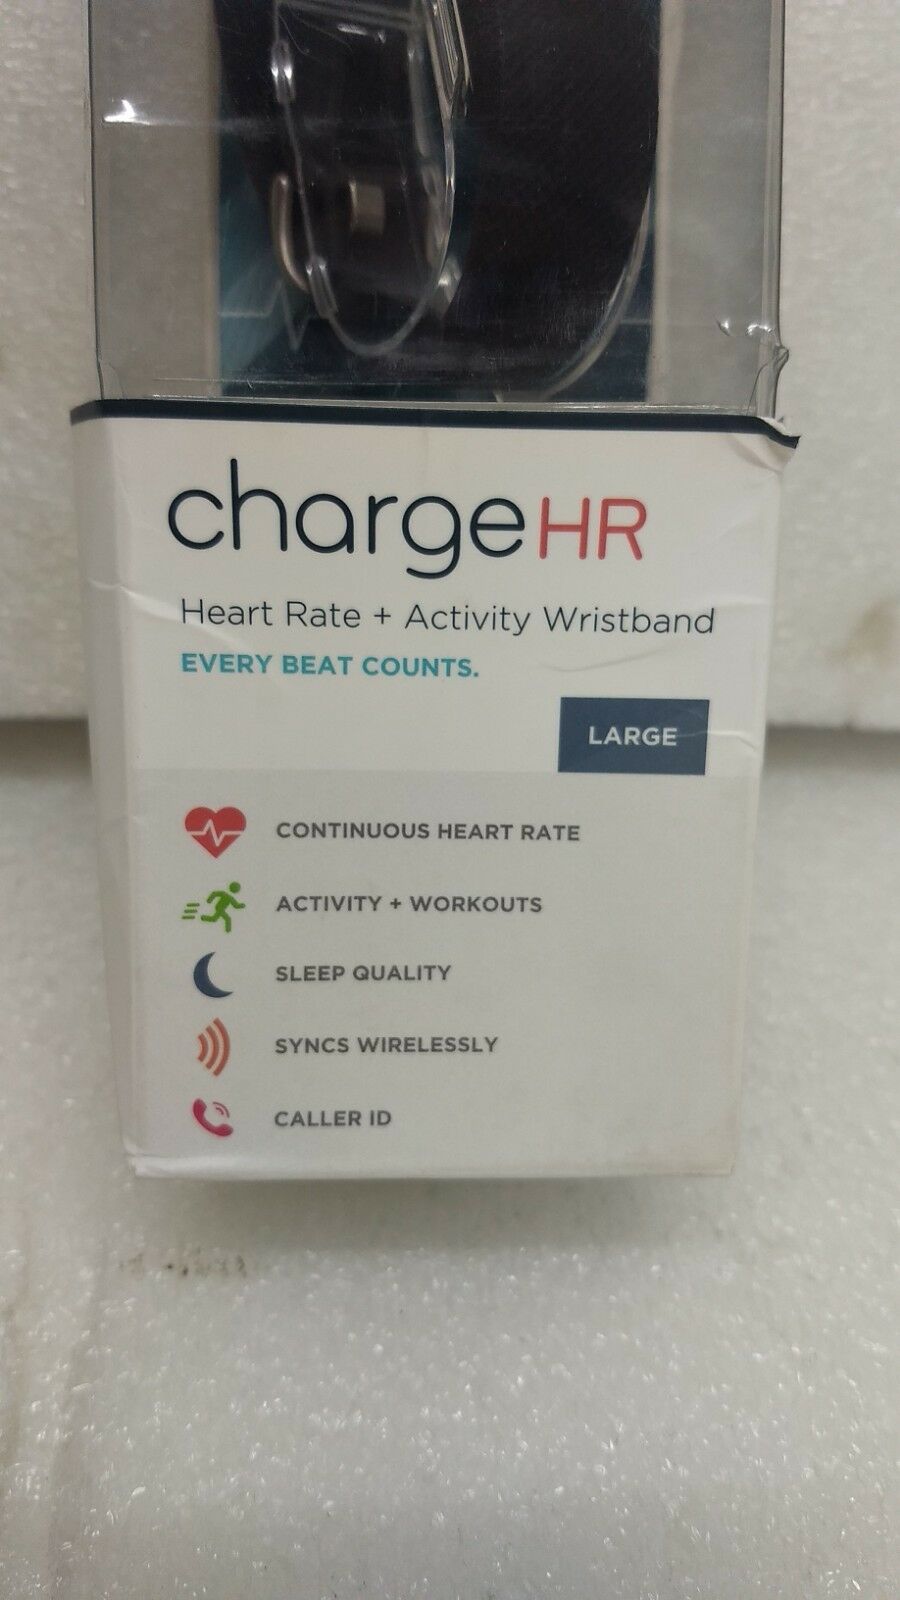 chargeHR
Heart Rate + Activity Wristband
EVERY BEAT COUNTS.
LARGE
CONTINUOUS HEART RATE
ACTIVITY + WORKOUTS
SLEEP QUALITY
SYNCS WIRELESSLY
CALLER ID